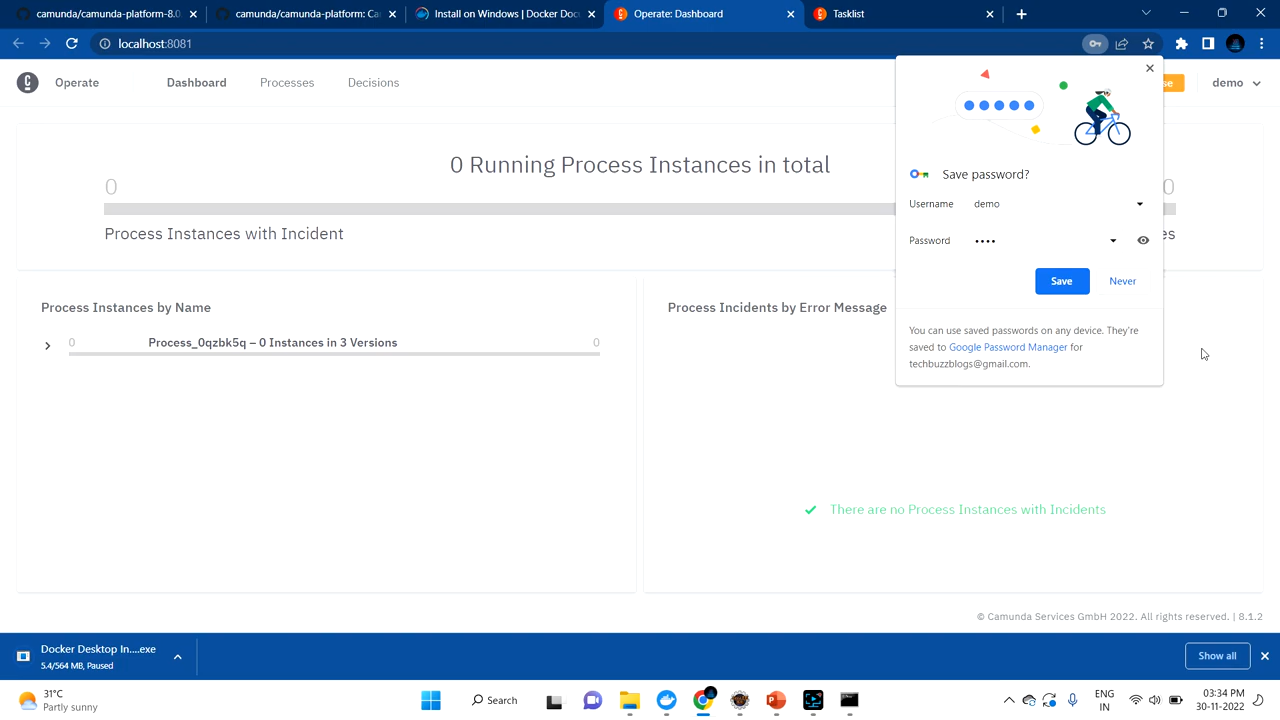 camunda/camunda-platform-8.0.
camunda/camunda-platform: Ca
Install on Windows | Docker Doc
Operate: Dashboard
Tasklist
localhost:8081
Operate
Dashboard
Processes
Decisions
se
demo
0 Running Process Instances in total
0
0
Process Instances with Incident
es
Save password?
Username
demo
Password
••••
Save
Never
You can use saved passwords on any device. They're
saved to Google Password Manager for
techbuzzblogs@gmail.com.
Process Instances by Name
0
Process_0qzbk5q – 0 Instances in 3 Versions
0
Process Incidents by Error Message
There are no Process Instances with Incidents
© Camunda Services GmbH 2022. All rights reserved. | 8.1.2
Docker Desktop In....exe
5.4/564 MB, Paused
Show all
31°C
Partly sunny
Search
ENG
IN
03:34 PM
30-11-2022